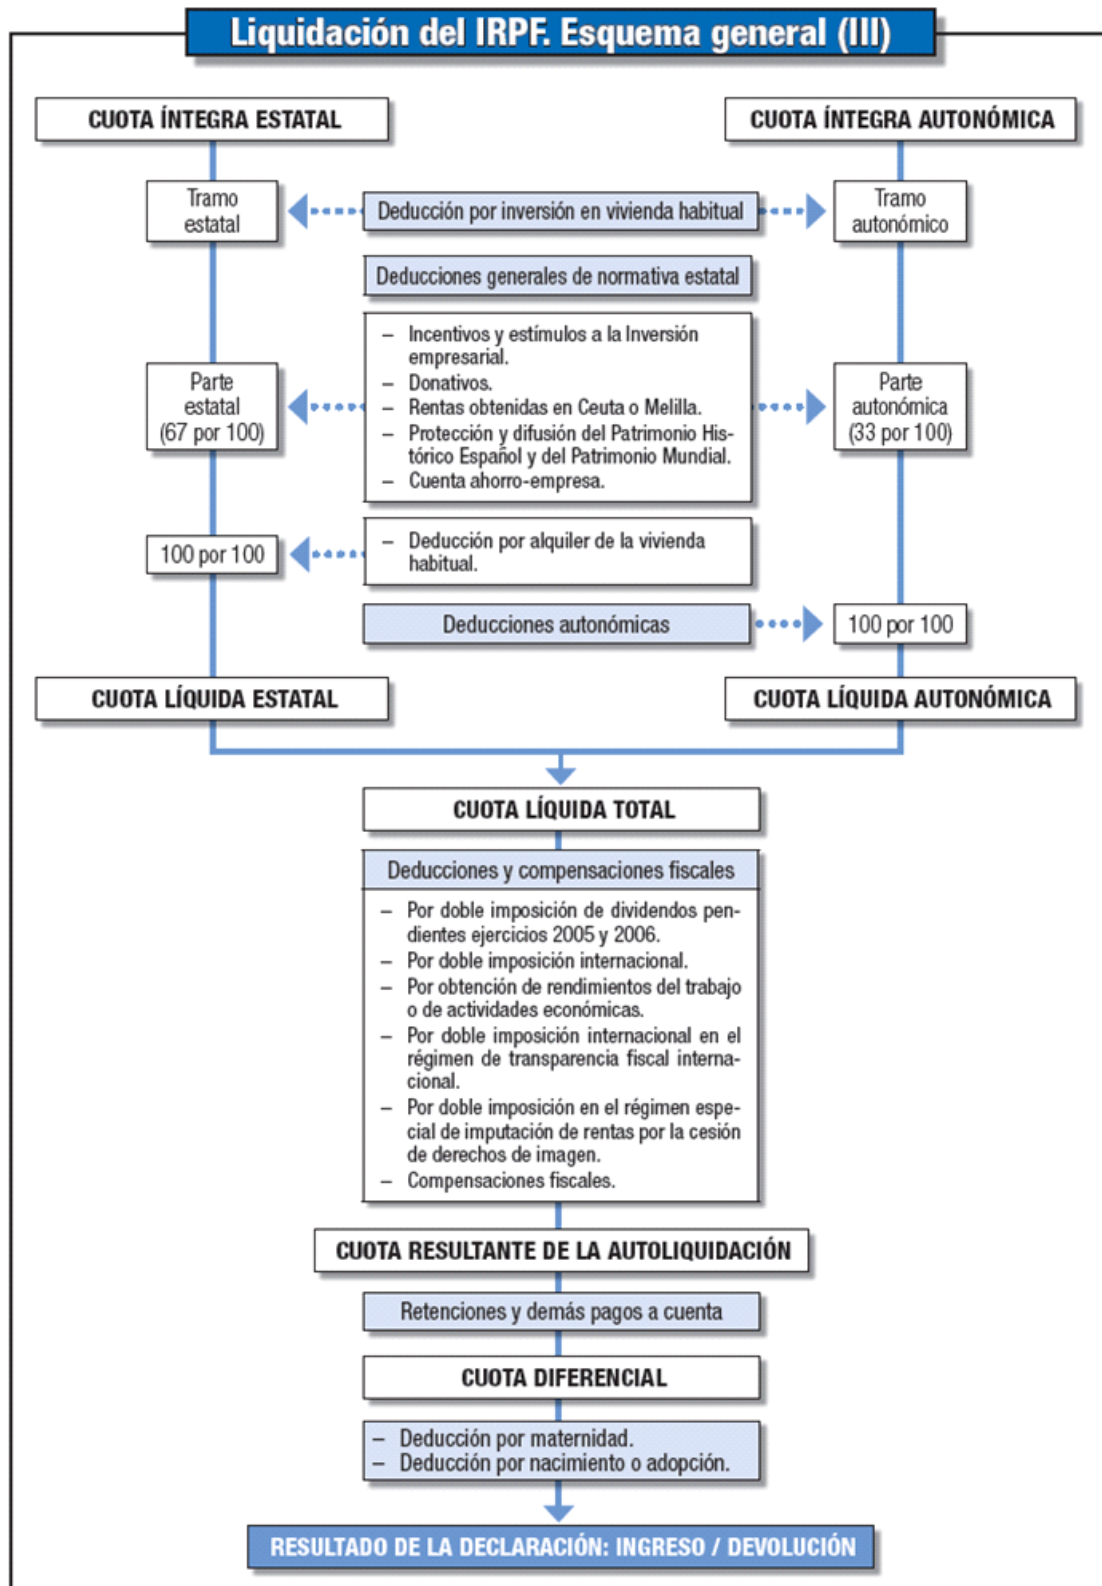 Liquidación del IRPF. Esquema general (III)
CUOTA ÍNTEGRA ESTATAL
CUOTA ÍNTEGRA AUTONÓMICA
Tramo
estatal
Deducción por inversión en vivienda habitual
Tramo
autonómico
Deducciones generales de normativa estatal
– Incentivos y estímulos a la Inversión
empresarial.
– Donativos.
– Rentas obtenidas en Ceuta o Melilla.
– Protección y difusión del Patrimonio His-
tórico Español y del Patrimonio Mundial.
– Cuenta ahorro-empresa.
Parte
estatal
(67 por 100)
Parte
autonómica
(33 por 100)
100 por 100
– Deducción por alquiler de la vivienda
habitual.
Deducciones autonómicas
100 por 100
CUOTA LÍQUIDA ESTATAL
CUOTA LÍQUIDA AUTONÓMICA
CUOTA LÍQUIDA TOTAL
Deducciones y compensaciones fiscales
– Por doble imposición de dividendos pen-
dientes ejercicios 2005 y 2006.
– Por doble imposición internacional.
– Por obtención de rendimientos del trabajo
o de actividades económicas.
– Por doble imposición internacional en el
régimen de transparencia fiscal interna-
cional.
– Por doble imposición en el régimen espe-
cial de imputación de rentas por la cesión
de derechos de imagen.
– Compensaciones fiscales.
CUOTA RESULTANTE DE LA AUTOLIQUIDACIÓN
Retenciones y demás pagos a cuenta
CUOTA DIFERENCIAL
– Deducción por maternidad.
– Deducción por nacimiento o adopción.
RESULTADO DE LA DECLARACIÓN: INGRESO / DEVOLUCIÓN